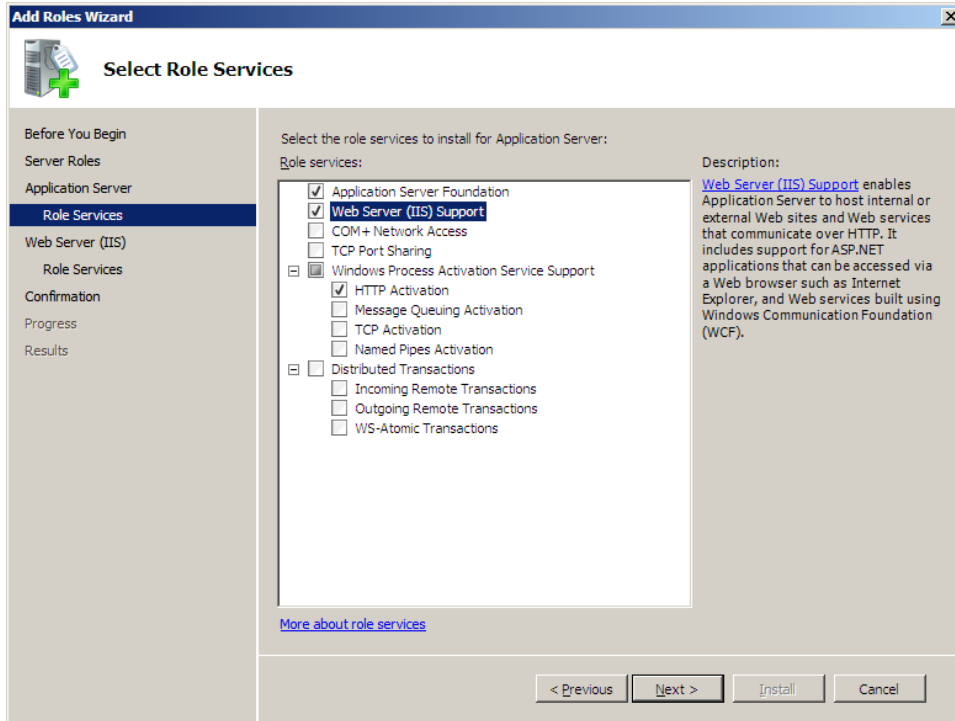 Add Roles Wizard
Select Role Services
Before You Begin
Server Roles
Application Server
Role Services
Web Server (IIS)
Role Services
Confirmation
Progress
Results
Select the role services to install for Application Server:
Role services:
Application Server Foundation
Web Server (IIS) Support
COM+ Network Access
TCP Port Sharing
Windows Process Activation Service Support
HTTP Activation
Message Queuing Activation
TCP Activation
Named Pipes Activation
Distributed Transactions
Incoming Remote Transactions
Outgoing Remote Transactions
WS-Atomic Transactions
More about role services
Description:
Web Server (IIS) Support enables
Application Server to host internal or
external Web sites and Web services
that communicate over HTTP. It
includes support for ASP.NET
applications that can be accessed via
a Web browser such as Internet
Explorer, and Web services built using
Windows Communication Foundation
(WCF).
< Previous
Next >
Install
Cancel